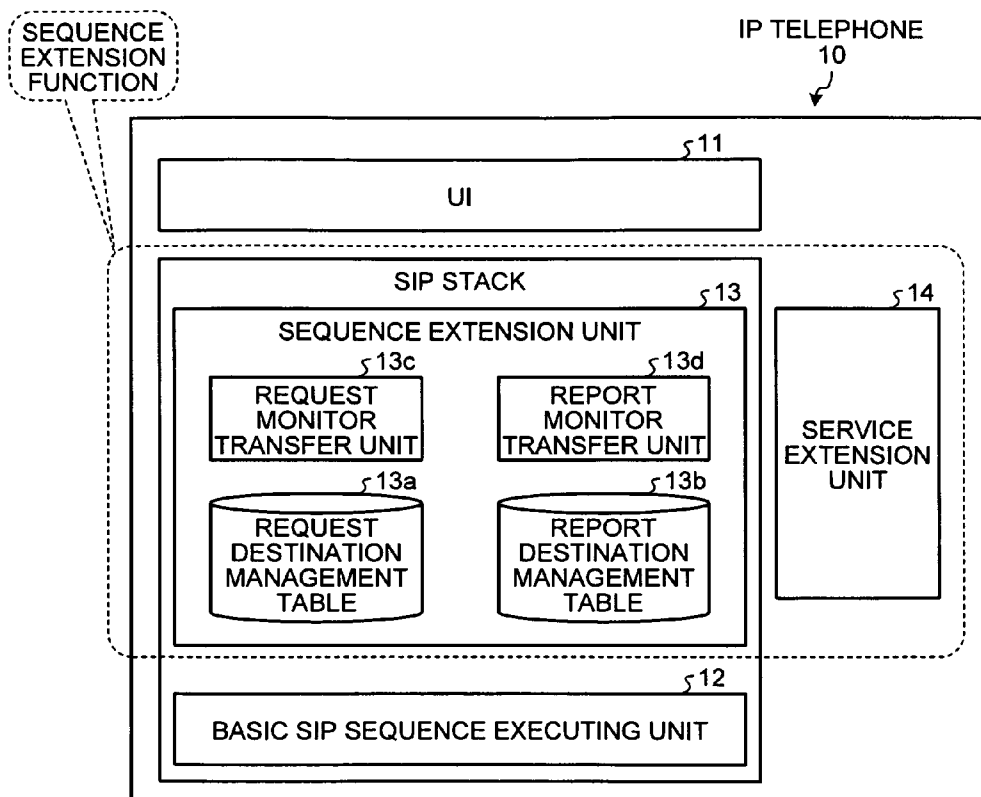 SEQUENCE
EXTENSION
FUNCTION
IP TELEPHONE
10
11
UI
SIP STACK
13
SEQUENCE EXTENSION UNIT
13c
REQUEST
MONITOR
TRANSFER UNIT
13d
REPORT
MONITOR
TRANSFER UNIT
13a
REQUEST
DESTINATION
MANAGEMENT
TABLE
13b
REPORT
DESTINATION
MANAGEMENT
TABLE
14
SERVICE
EXTENSION
UNIT
12
BASIC SIP SEQUENCE EXECUTING UNIT